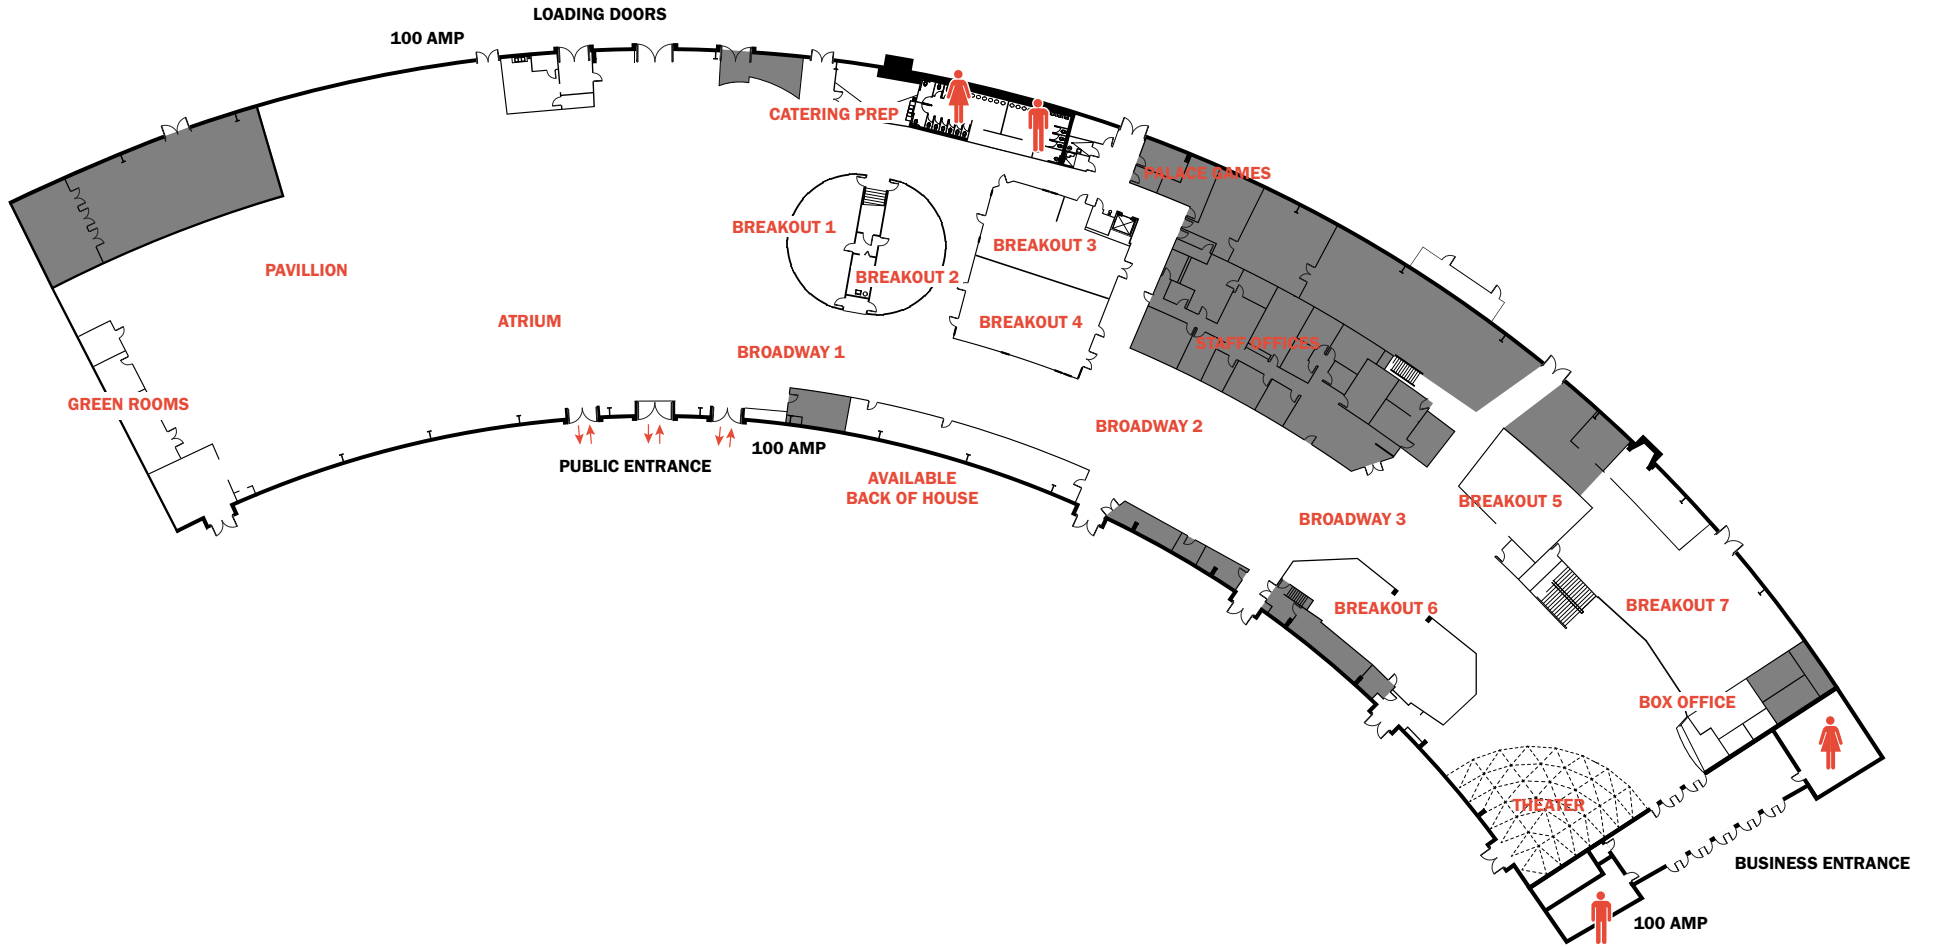 LOADING DOORS
100 AMP
CATERING PREP
PALACE GAMES
BREAKOUT 1
BREAKOUT 3
PAVILLION
BREAKOUT 2
ATRIUM
BREAKOUT 4
STAFF OFFICES
BROADWAY 1
GREEN ROOMS
BROADWAY 2
100 AMP
PUBLIC ENTRANCE
AVAILABLE
BACK OF HOUSE
BREAKOUT 5
BROADWAY 3
BREAKOUT 6
BREAKOUT 7
BOX OFFICE
THEATER
BUSINESS ENTRANCE
100 AMP